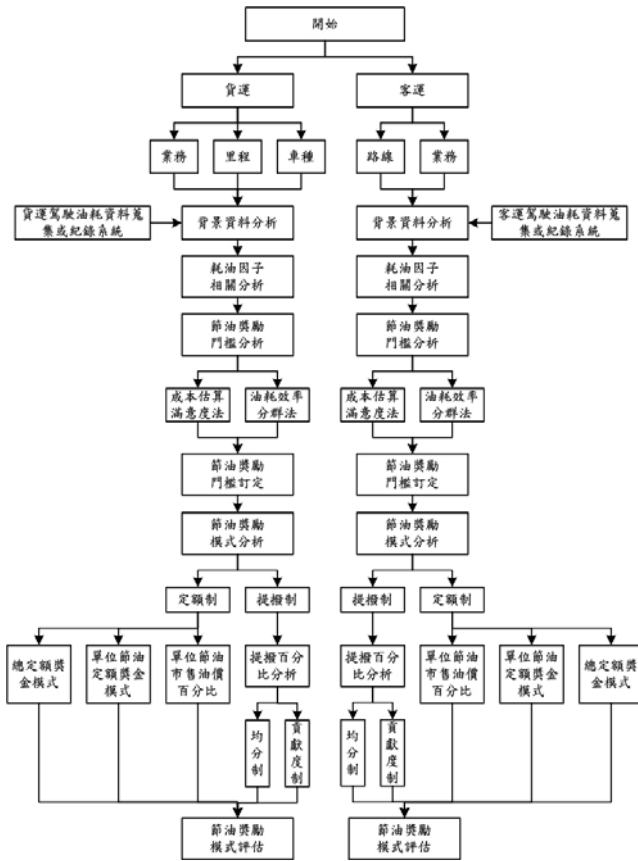 開始
貨運
客運
業務
里程
車種
路線
業務
貨運駕駛油耗資料蒐
集或紀錄系統
背景資料分析
背景資料分析
客運駕駛油耗資料蒐
集或紀錄系統
耗油因子
相關分析
耗油因子
相關分析
節油獎勵
門檻分析
節油獎勵
門檻分析
成本估算
滿意度法
油耗效率
分群法
成本估算
滿意度法
油耗效率
分群法
節油獎勵
門檻訂定
節油獎勵
門檻訂定
節油獎勵
模式分析
節油獎勵
模式分析
定額制
提撥制
提撥制
定額制
總定額獎
金模式
單位節油
定額獎金
模式
單位節油
市售油價
百分比
提撥百分
比分析
提撥百分
比分析
單位節油
市售油價
百分比
單位節油
定額獎金
模式
總定額獎
金模式
均分制
貢獻度制
均分制
貢獻度制
節油獎勵
模式評估
節油獎勵
模式評估